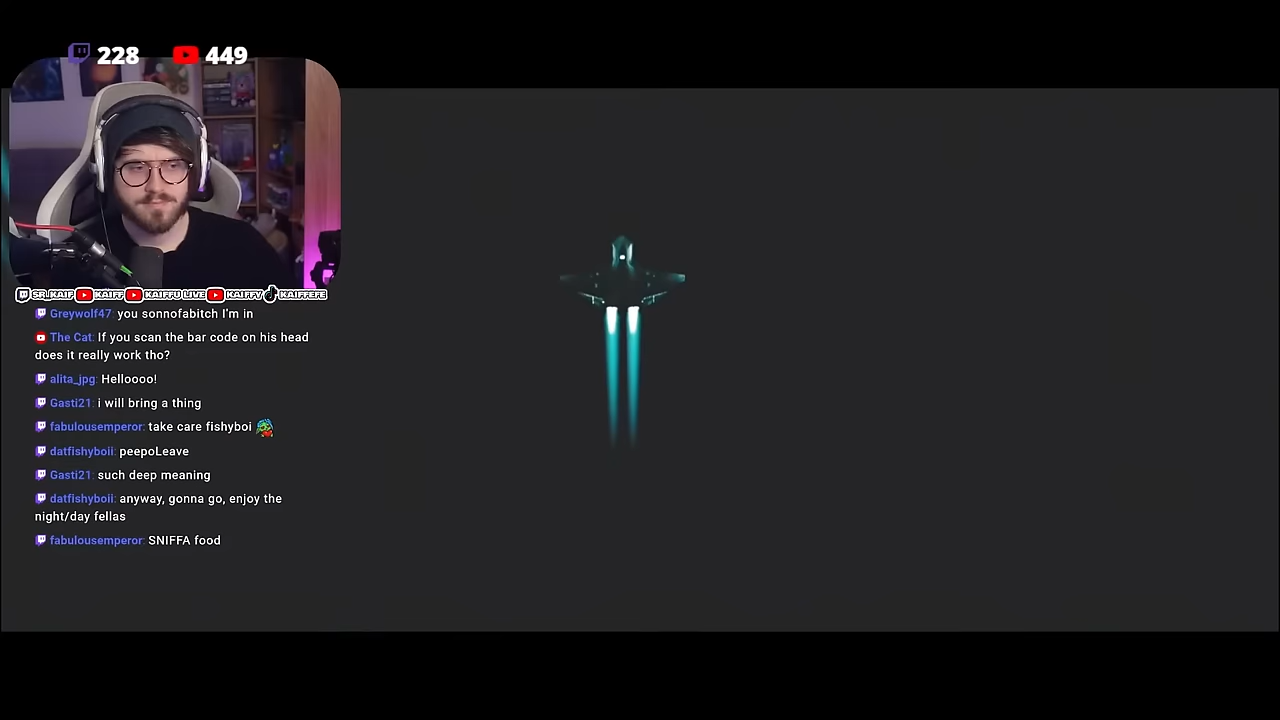 228 449
SR_KAIF KAIFF KAIFFU LIVE KAIFFY KAIFFEFE
Greywolf47: you sonnofabitch I'm in
The Cat: If you scan the bar code on his head
does it really work tho?
alita_jpg: Helloooo!
Gasti21: i will bring a thing
fabulousemperor: take care fishyboi
datfishyboii: peepoLeave
Gasti21: such deep meaning
datfishyboii: anyway, gonna go, enjoy the
night/day fellas
fabulousemperor: SNIFFA food